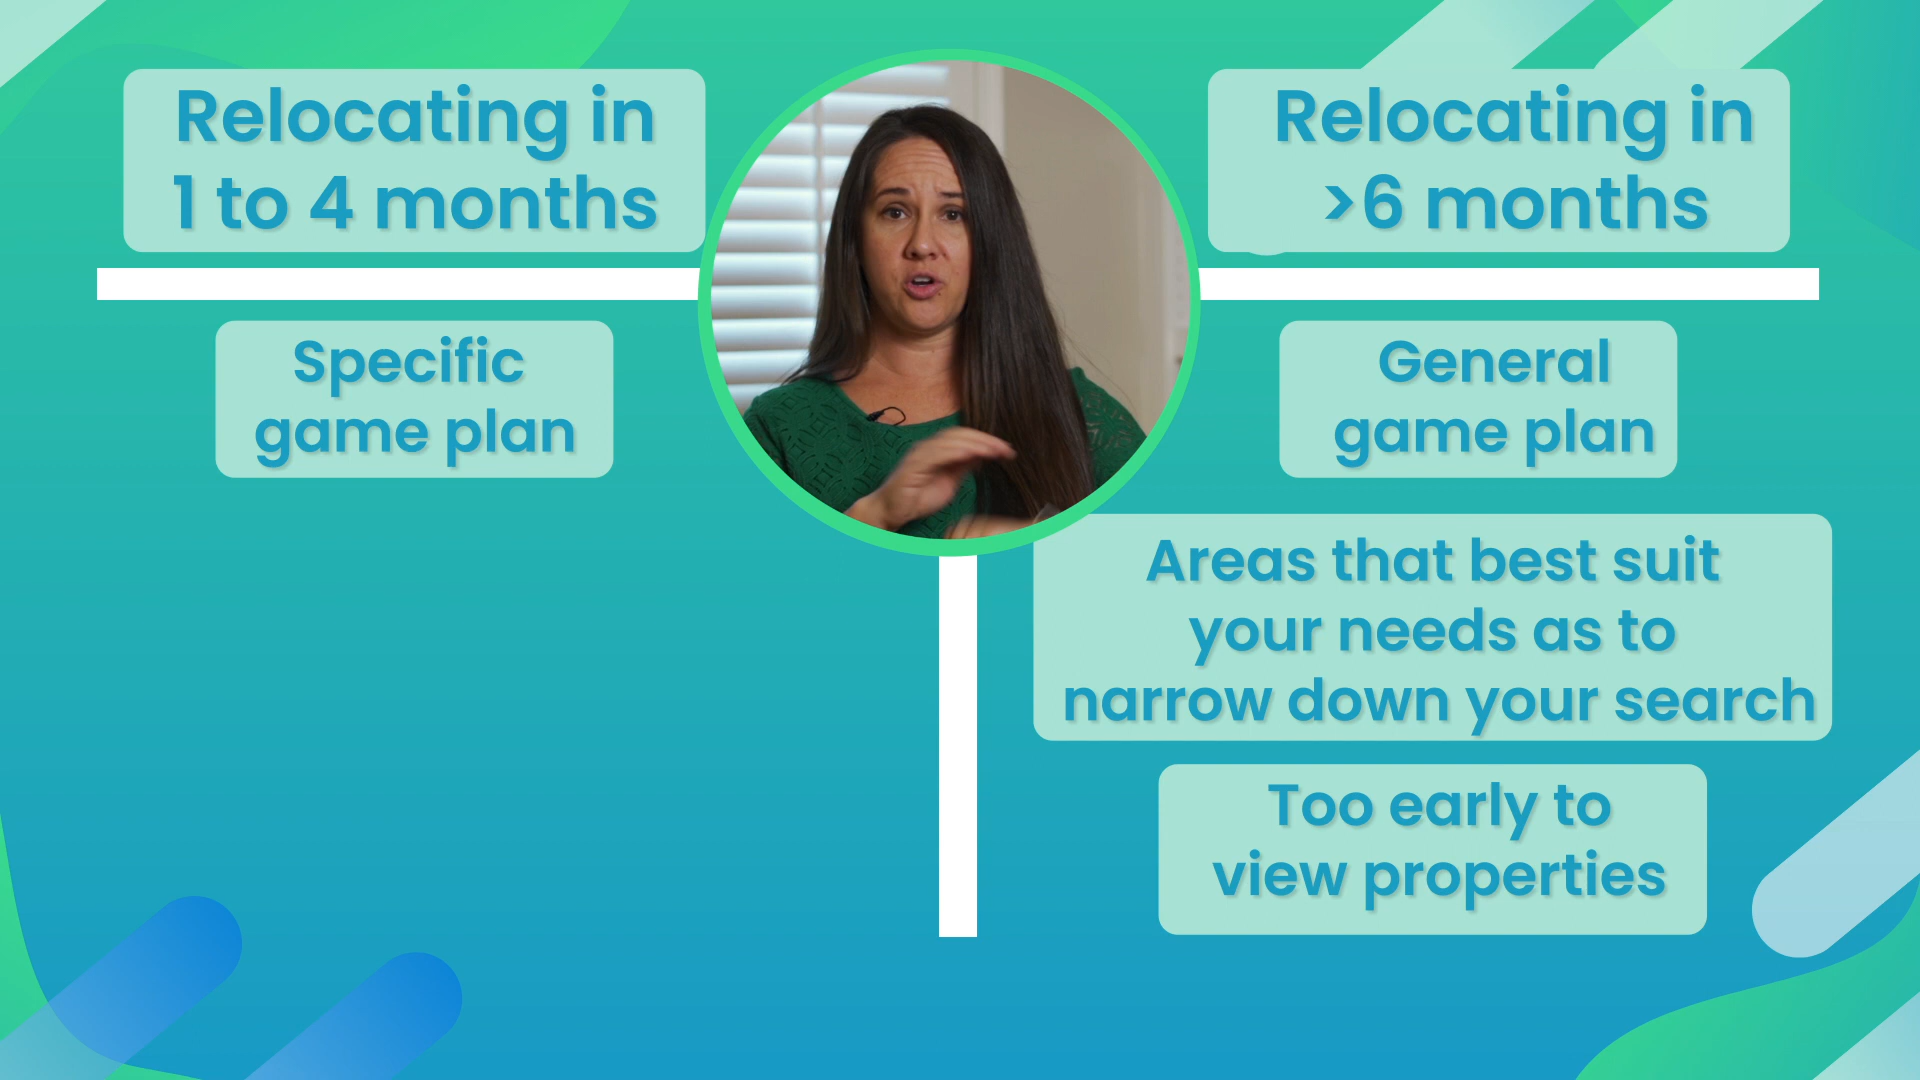 Relocating in
1 to 4 months
Specific
game plan
Relocating in
>6 months
General
game plan
Areas that best suit
your needs as to
narrow down your search
Too early to
view properties